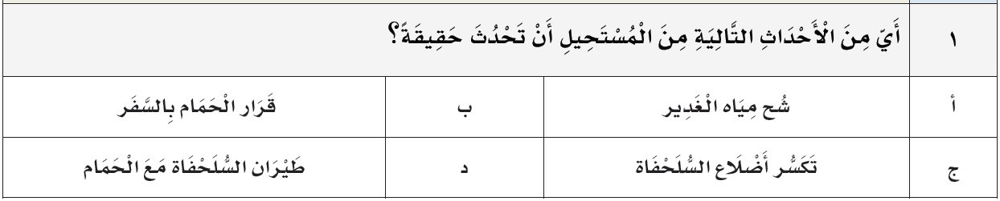 ١ أَيّ مِنَ الْأَحْدَاثِ التَّالِيَةِ مِنَ الْمُسْتَحِيلِ أَنْ تَحْدُثَ حَقِيقَةً؟
أ شُح مِيَاه الْغَدِير ب قَرَار الْحَمَام بِالسَّفَر
ج تَكَسُّر أَضْلَاع السُّلَحْفَاة د طَيْرَان السُّلَحْفَاة مَعَ الْحَمَام